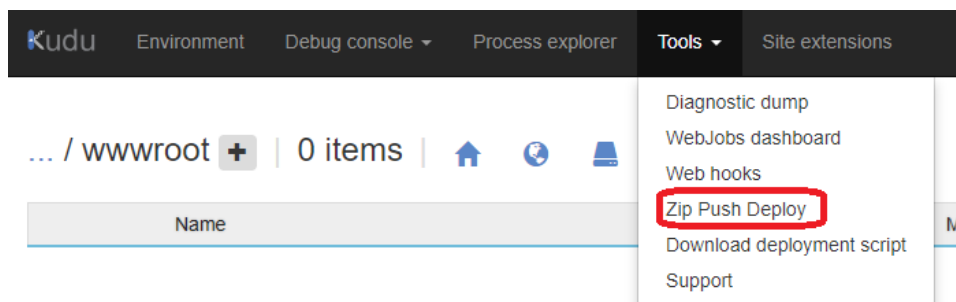 Kudu Environment Debug console Process explorer Tools Site extensions
Diagnostic dump
... / wwwroot + | 0 items |
WebJobs dashboard
Web hooks
Zip Push Deploy
Name
Download deployment script
Support